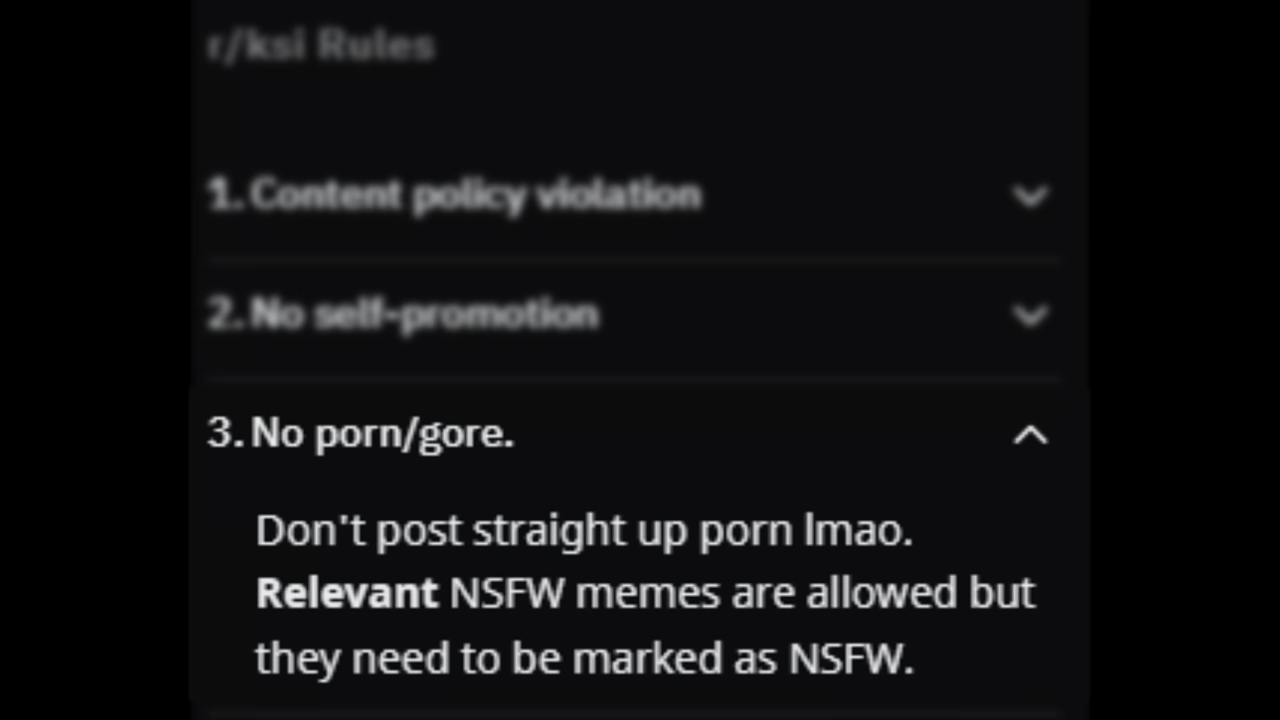 r/ksi Rules
1. Content policy violation
2. No self-promotion
3. No porn/gore.
Don't post straight up porn lmao.
Relevant NSFW memes are allowed but
they need to be marked as NSFW.